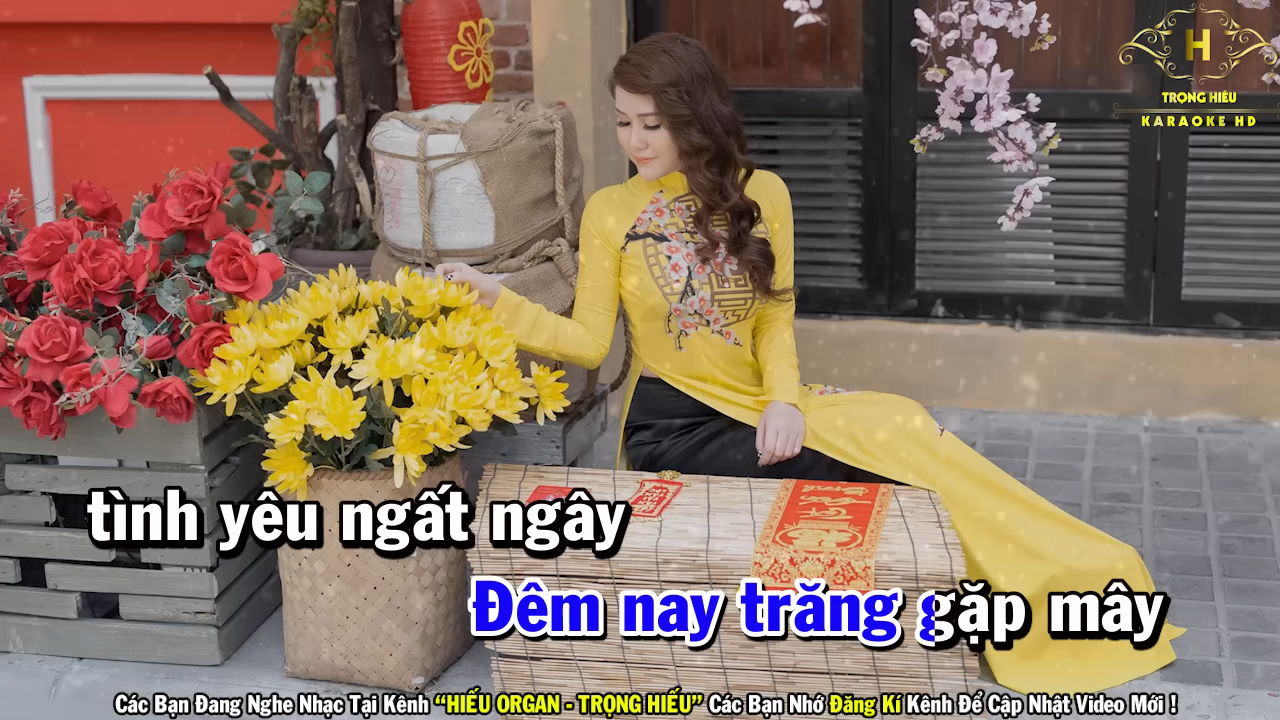 H
TRỌNG HIẾU
KARAOKE HD
tình yêu ngất ngây
Đêm nay trăng gặp mây
Các Bạn Đang Nghe Nhạc Tại Kênh “HIẾU ORGAN - TRỌNG HIẾU” Các Bạn Nhớ Đăng Kí Kênh Để Cập Nhật Video Mới !